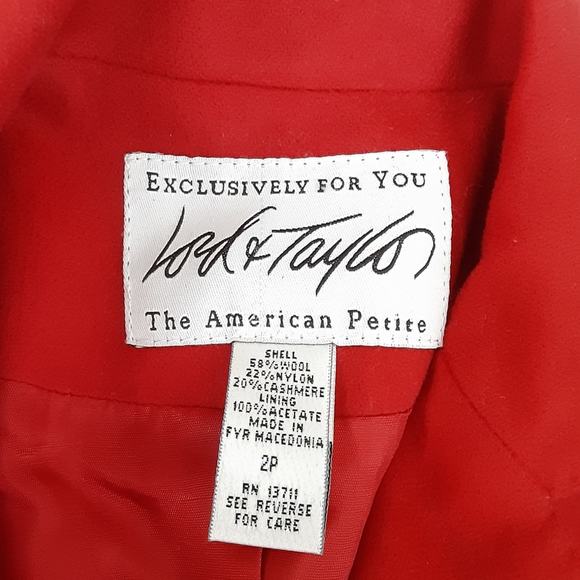 EXCLUSIVELY FOR YOU
Lord & Taylor
The American Petite
SHELL
58%WOOL
22%NYLON
20%CASHMERE
LINING
100%ACETATE
MADE IN
FYR MACEDONIA
2P
RN 13711
SEE REVERSE
FOR CARE